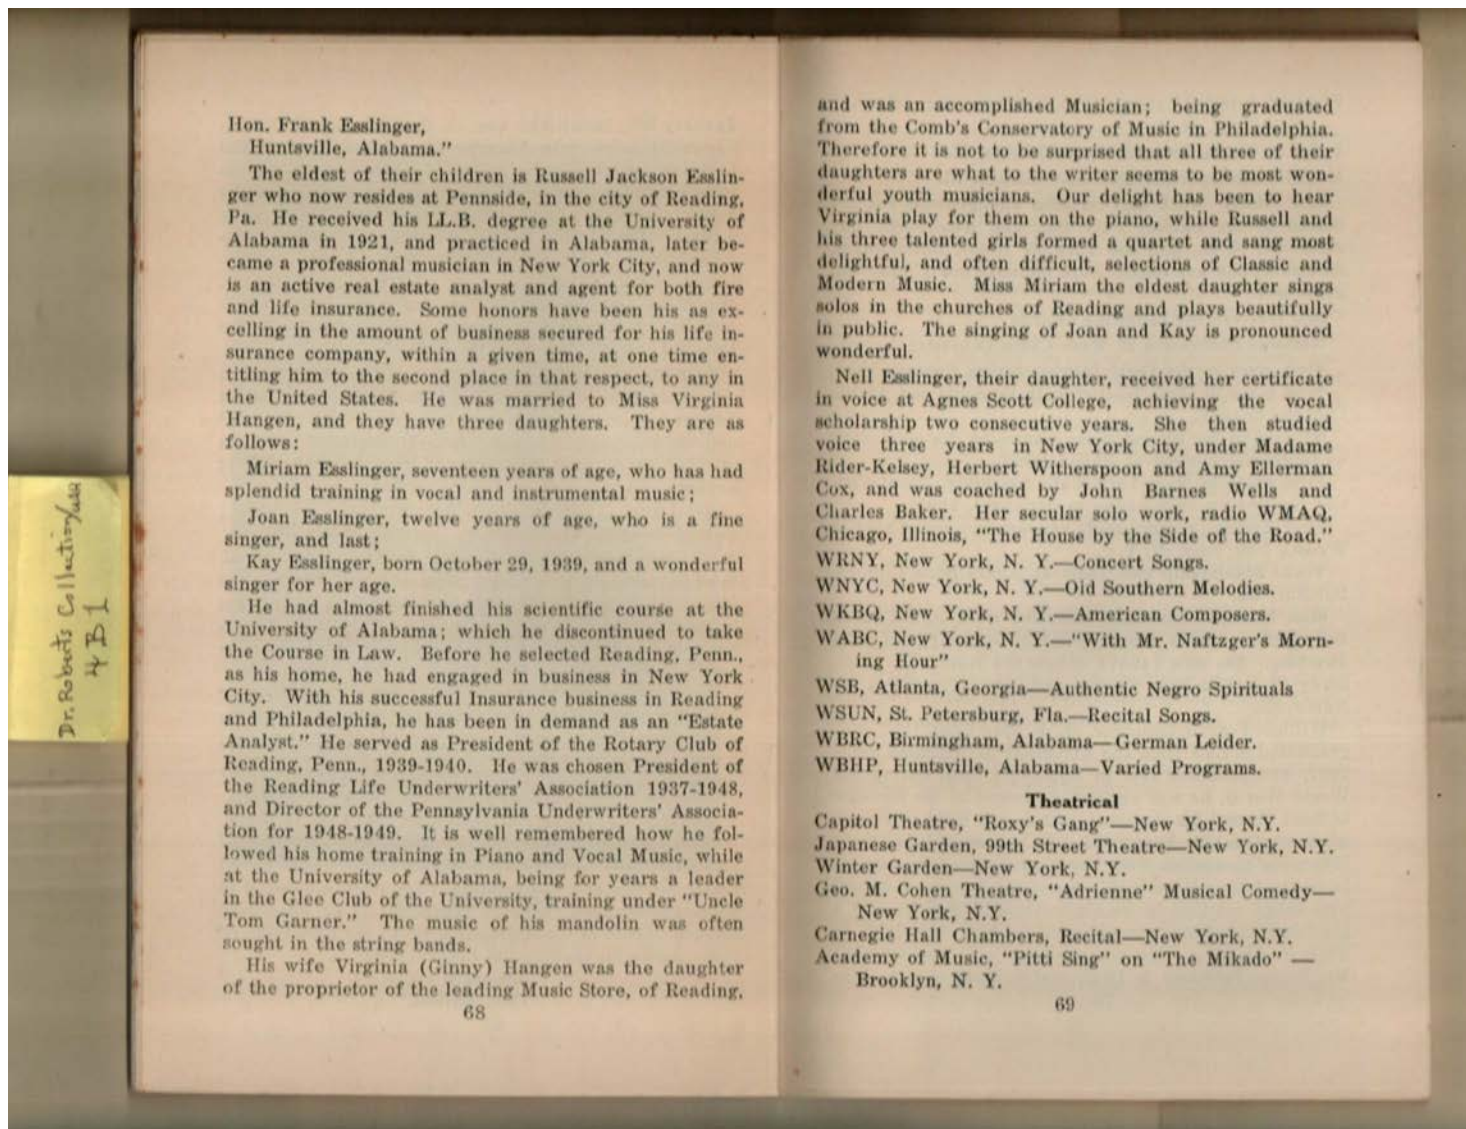 Hon. Frank Esslinger,
Huntsville, Alabama."
The eldest of their children is Russell Jackson Esslin-
ger who now resides at Pennside, in the city of Reading,
Pa. He received his LL.B. degree at the University of
Alabama in 1921, and practiced in Alabama, later be-
came a professional musician in New York City, and now
is an active real estate analyst and agent for both fire
and life insurance. Some honors have been his as ex-
celling in the amount of business secured for his life in-
surance company, within a given time, at one time en-
titling him to the second place in that respect, to any in
the United States. He was married to Miss Virginia
Hangen, and they have three daughters. They are as
follows:
Miriam Esslinger, seventeen years of age, who has had
splendid training in vocal and instrumental music;
Joan Esslinger, twelve years of age, who is a fine
singer, and last;
Kay Esslinger, born October 29, 1939, and a wonderful
singer for her age.
He had almost finished his scientific course at the
University of Alabama; which he discontinued to take
the Course in Law. Before he selected Reading, Penn.,
as his home, he had engaged in business in New York
City. With his successful Insurance business in Reading
and Philadelphia, he has been in demand as an "Estate
Analyst." He served as President of the Rotary Club of
Reading, Penn., 1939-1940. He was chosen President of
the Reading Life Underwriters' Association 1937-1948,
and Director of the Pennsylvania Underwriters' Associa-
tion for 1948-1949. It is well remembered how he fol-
lowed his home training in Piano and Vocal Music, while
at the University of Alabama, being for years a leader
in the Glee Club of the University, training under "Uncle
Tom Garner." The music of his mandolin was often
sought in the string bands.
His wife Virginia (Ginny) Hangen was the daughter
of the proprietor of the leading Music Store, of Reading,
68
and was an accomplished Musician; being graduated
from the Comb's Conservatory of Music in Philadelphia.
Therefore it is not to be surprised that all three of their
daughters are what to the writer seems to be most won-
derful youth musicians. Our delight has been to hear
Virginia play for them on the piano, while Russell and
his three talented girls formed a quartet and sang most
delightful, and often difficult, selections of Classic and
Modern Music. Miss Miriam the eldest daughter sings
solos in the churches of Reading and plays beautifully
in public. The singing of Joan and Kay is pronounced
wonderful.
Nell Esslinger, their daughter, received her certificate
in voice at Agnes Scott College, achieving the vocal
scholarship two consecutive years. She then studied
voice three years in New York City, under Madame
Rider-Kelsey, Herbert Witherspoon and Amy Ellerman
Cox, and was coached by John Barnes Wells and
Charles Baker. Her secular solo work, radio WMAQ,
Chicago, Illinois, "The House by the Side of the Road."
WRNY, New York, N. Y.—Concert Songs.
WNYC, New York, N. Y.—Old Southern Melodies.
WKBQ, New York, N. Y.—American Composers.
WABC, New York, N. Y.—"With Mr. Naftzger's Morn-
ing Hour"
WSB, Atlanta, Georgia—Authentic Negro Spirituals
WSUN, St. Petersburg, Fla.—Recital Songs.
WBRC, Birmingham, Alabama—German Leider.
WBHP, Huntsville, Alabama—Varied Programs.
Theatrical
Capitol Theatre, "Roxy's Gang"—New York, N.Y.
Japanese Garden, 99th Street Theatre—New York, N.Y.
Winter Garden—New York, N.Y.
Geo. M. Cohen Theatre, "Adrienne" Musical Comedy—
New York, N.Y.
Carnegie Hall Chambers, Recital—New York, N.Y.
Academy of Music, "Pitti Sing" on "The Mikado" —
Brooklyn, N. Y.
69
Dr. Roberts Collection
4 B 1